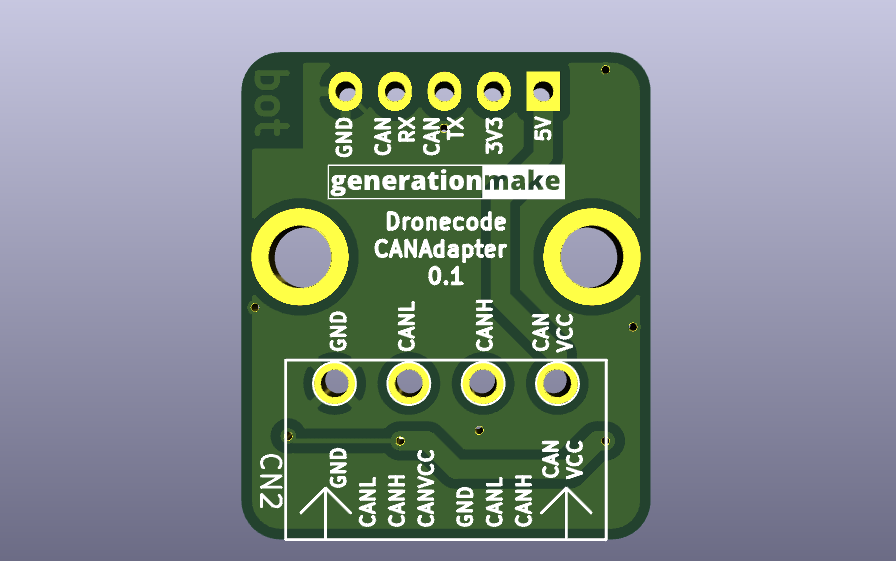 bot
GND
CAN RX
CAN TX
3V3
5V
generationmake
Dronecode
CANAdapter
0.1
GND
CANL
CANH
CAN VCC
CN2
GND
CANL
CANH
CANVCC
GND
CANL
CANH
CAN VCC